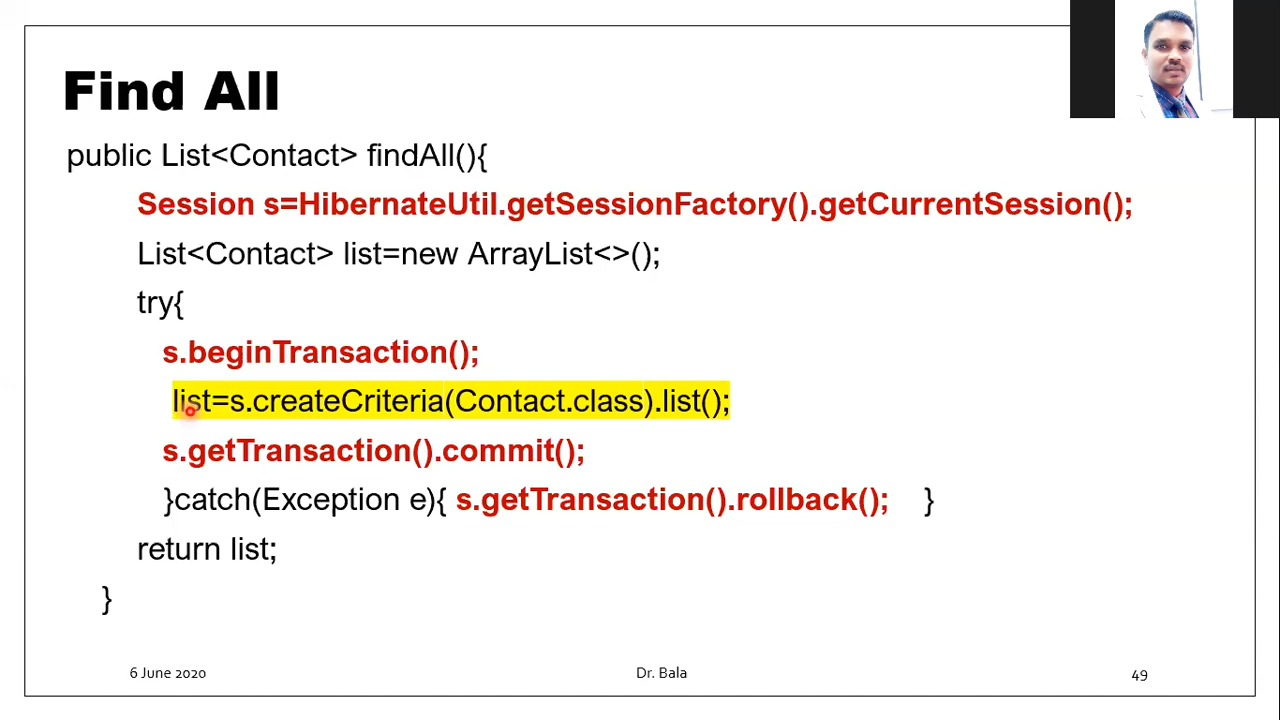 Find All
public List<Contact> findAll(){
Session s=HibernateUtil.getSessionFactory().getCurrentSession();
List<Contact> list=new ArrayList<>();
try{
s.beginTransaction();
list=s.createCriteria(Contact.class).list();
s.getTransaction().commit();
}catch(Exception e){ s.getTransaction().rollback(); }
return list;
}
6 June 2020 Dr. Bala 49